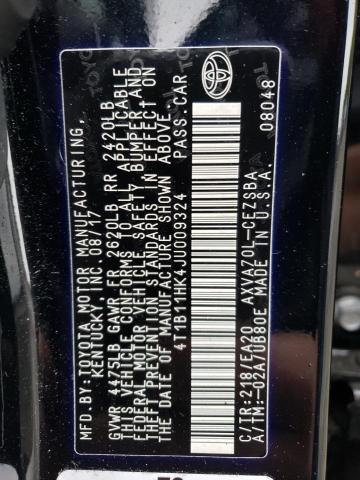 MFD. BY: TOYOTA MOTOR MANUFACTURING,
KENTUCKY, INC. 08/17
GVWR 4475LB GAWR FR 2620LB RR 2420LB
THIS VEHICLE CONFORMS TO ALL APPLICABLE
FEDERAL MOTOR VEHICLE SAFETY BUMPER, AND
THEFT PREVENTION STANDARDS IN EFFECT ON
THE DATE OF MANUFACTURE SHOWN ABOVE.
4T1B11HK4JU009324 PASS.CAR
C/TR:218/EA20 AXVA70L-CEZSBA
A/TM:-02A/UB80E U.S.A.
08048